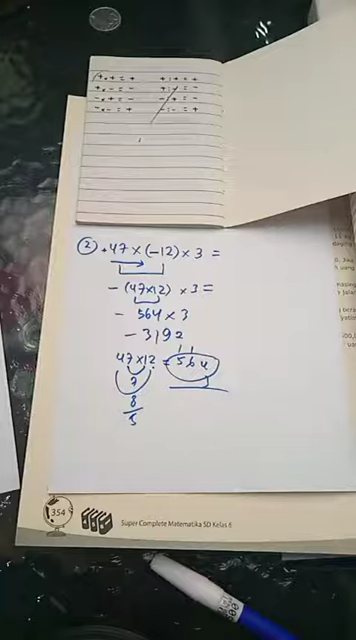 + . + = +    + : + = +
+ . - = -    + : - = -
- . + = -    - : + = -
- . - = +    - : - = +
② +47 × (-12) × 3 =
- (47×12) × 3 =
- 564 × 3
- 3192
47×12 = 564
7
8
5
354 Super Complete Matematika SD Kelas 6